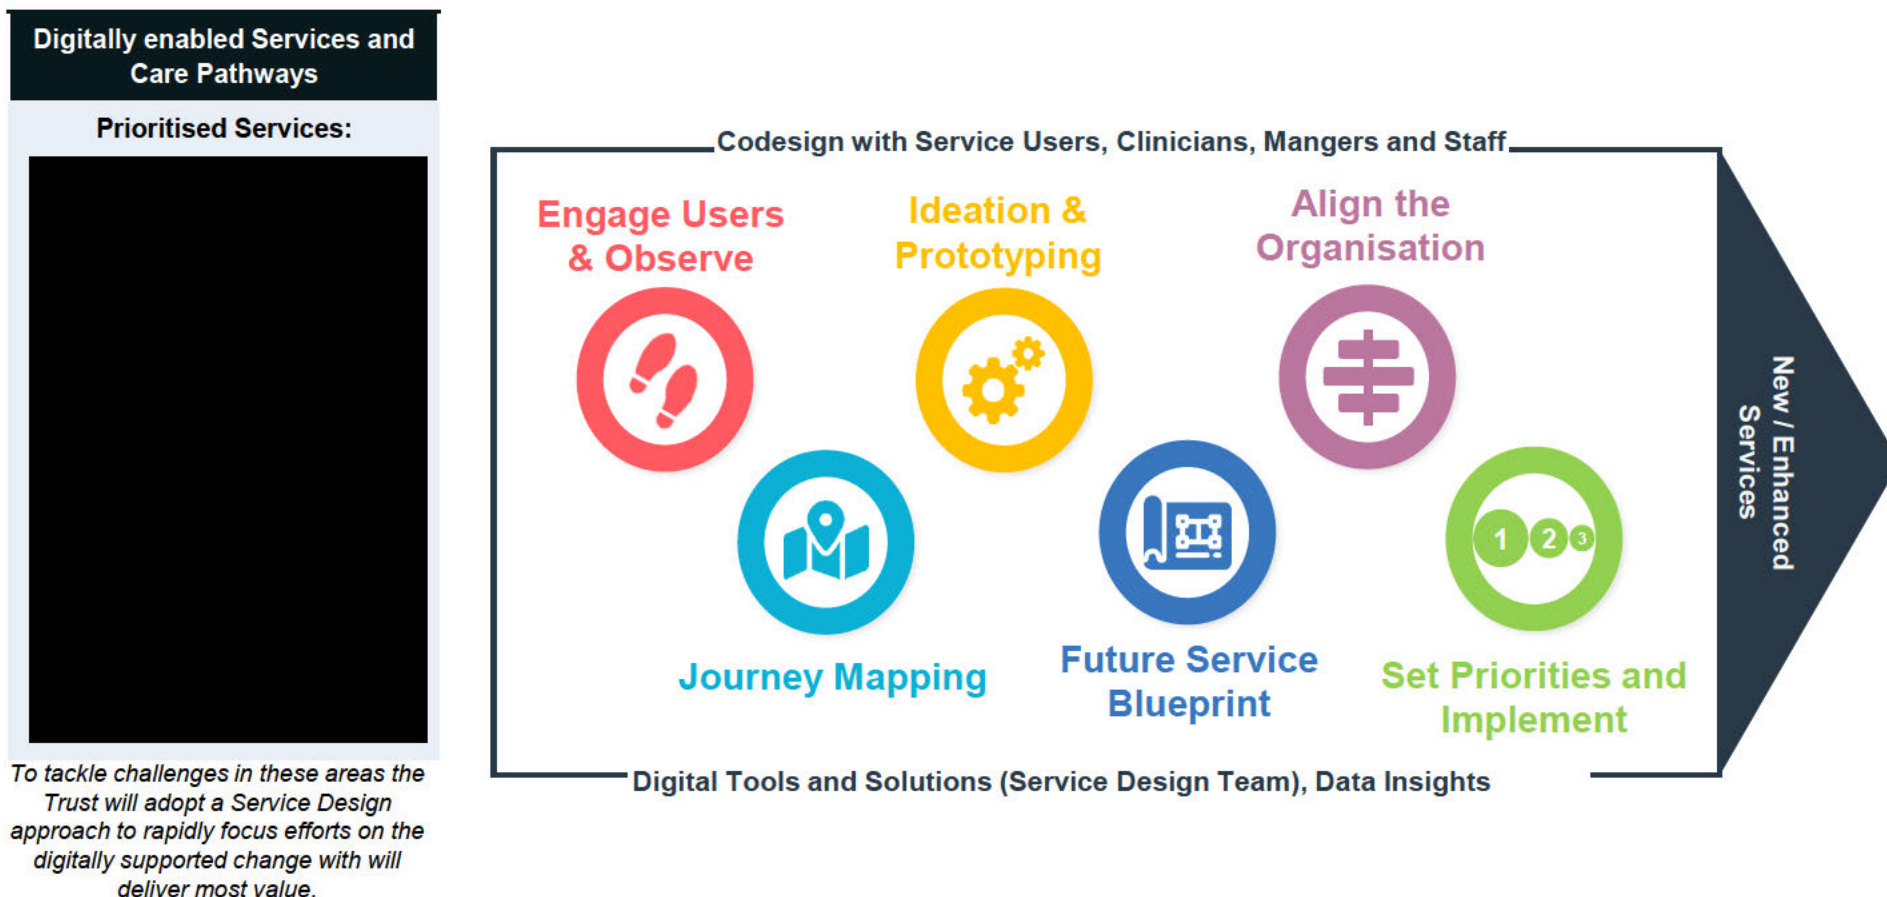 Digitally enabled Services and
Care Pathways
Prioritised Services:
To tackle challenges in these areas the
Trust will adopt a Service Design
approach to rapidly focus efforts on the
digitally supported change with will
deliver most value.
Codesign with Service Users, Clinicians, Mangers and Staff
Engage Users
& Observe
Ideation &
Prototyping
Align the
Organisation
1 2 3
Journey Mapping
Future Service
Blueprint
Set Priorities and
Implement
Digital Tools and Solutions (Service Design Team), Data Insights
New / Enhanced
Services